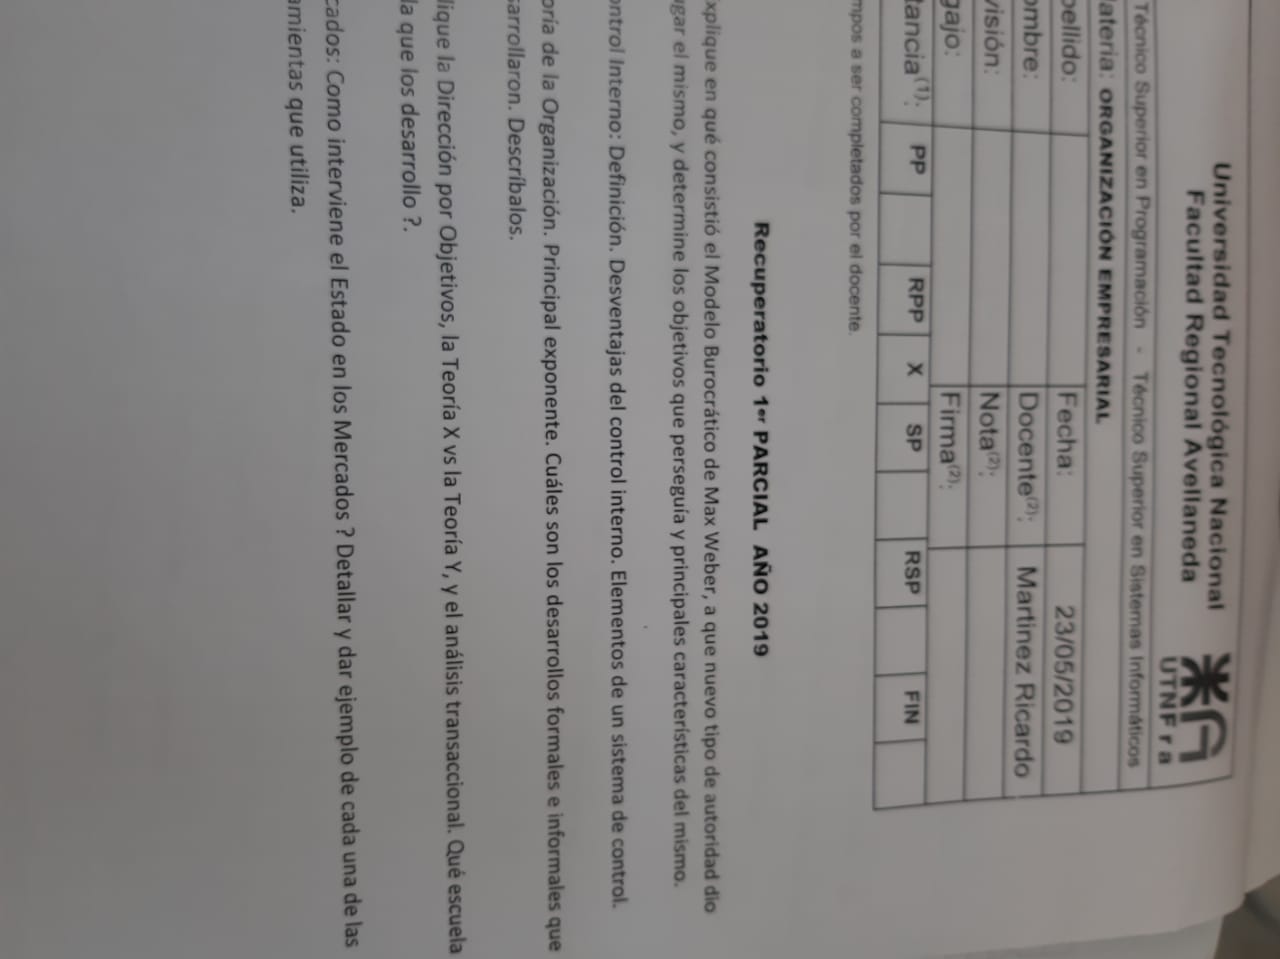 Universidad Tecnológica Nacional
Facultad Regional Avellaneda
UTNFra
Técnico Superior en Programación - Técnico Superior en Sistemas Informáticos
ateria: ORGANIZACIÓN EMPRESARIAL
pellido: Fecha: 23/05/2019
ombre: Docente(2): Martinez Ricardo
visión: Nota(2):
gajo: Firma(2):
tancia(1): PP RPP X SP RSP FIN
mpos a ser completados por el docente.
Recuperatorio 1er PARCIAL AÑO 2019
Explique en qué consistió el Modelo Burocrático de Max Weber, a que nuevo tipo de autoridad dio
ugar el mismo, y determine los objetivos que perseguía y principales características del mismo.
ontrol Interno: Definición. Desventajas del control interno. Elementos de un sistema de control.
oría de la Organización. Principal exponente. Cuáles son los desarrollos formales e informales que
sarrollaron. Descríbalos.
lique la Dirección por Objetivos, la Teoría X vs la Teoría Y, y el análisis transaccional. Qué escuela
la que los desarrollo ?.
cados: Como interviene el Estado en los Mercados ? Detallar y dar ejemplo de cada una de las
amientas que utiliza.